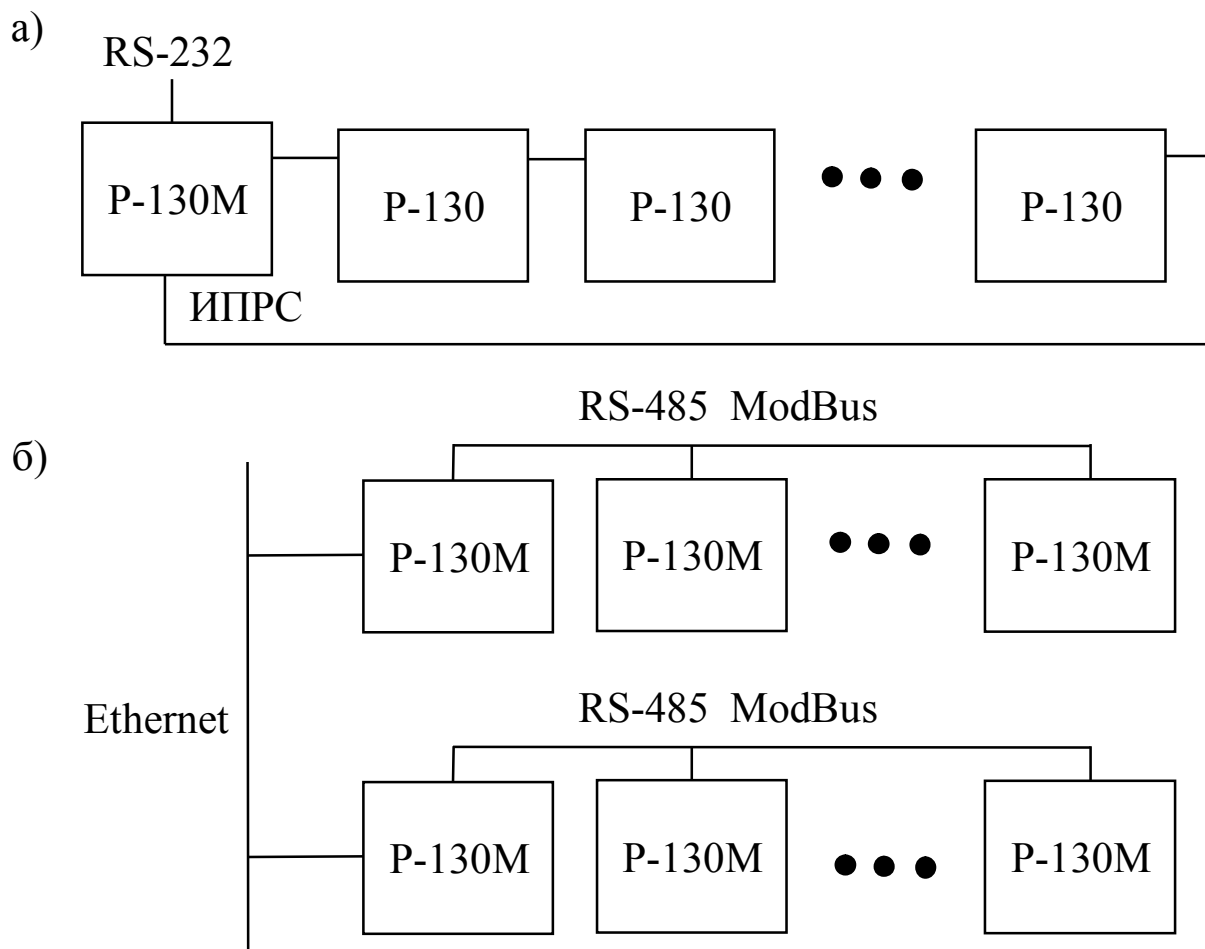 а)
RS-232
Р-130М
Р-130
Р-130
Р-130
ИПРС
RS-485 ModBus
б)
Р-130М
Р-130М
Р-130М
Ethernet
RS-485 ModBus
Р-130М
Р-130М
Р-130М